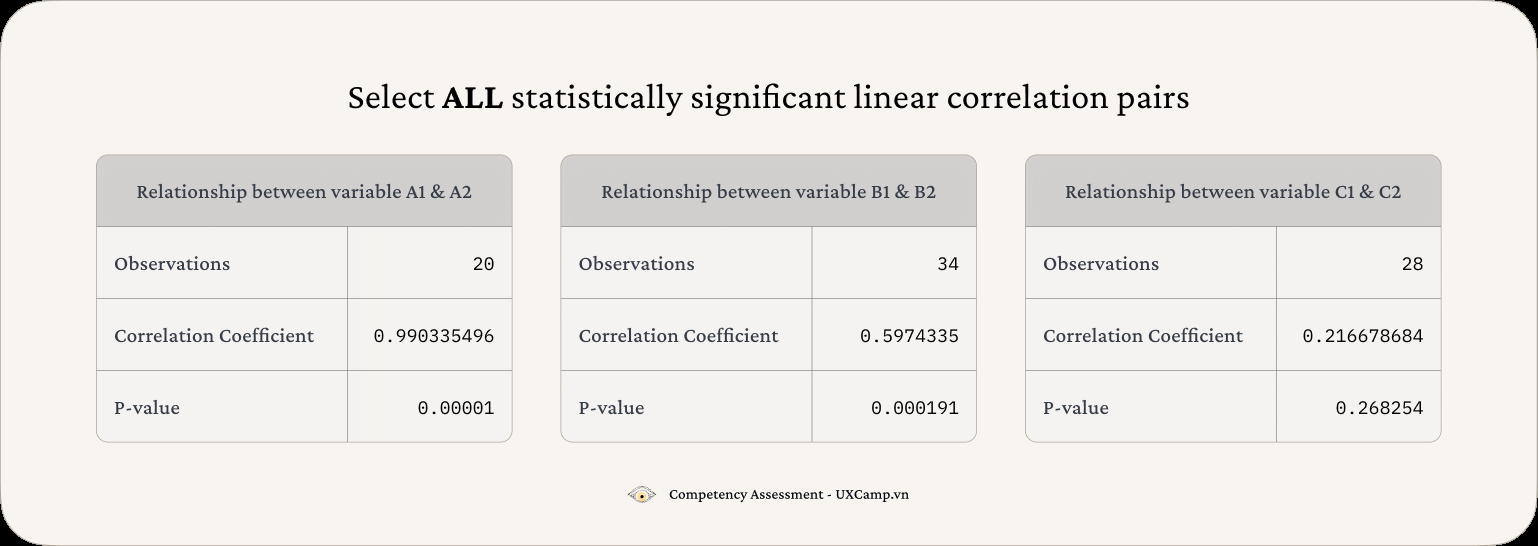 Select ALL statistically significant linear correlation pairs
Relationship between variable A1 & A2
Observations 20
Correlation Coefficient 0.990335496
P-value 0.00001
Relationship between variable B1 & B2
Observations 34
Correlation Coefficient 0.5974335
P-value 0.000191
Relationship between variable C1 & C2
Observations 28
Correlation Coefficient 0.216678684
P-value 0.268254
Competency Assessment - UXCamp.vn